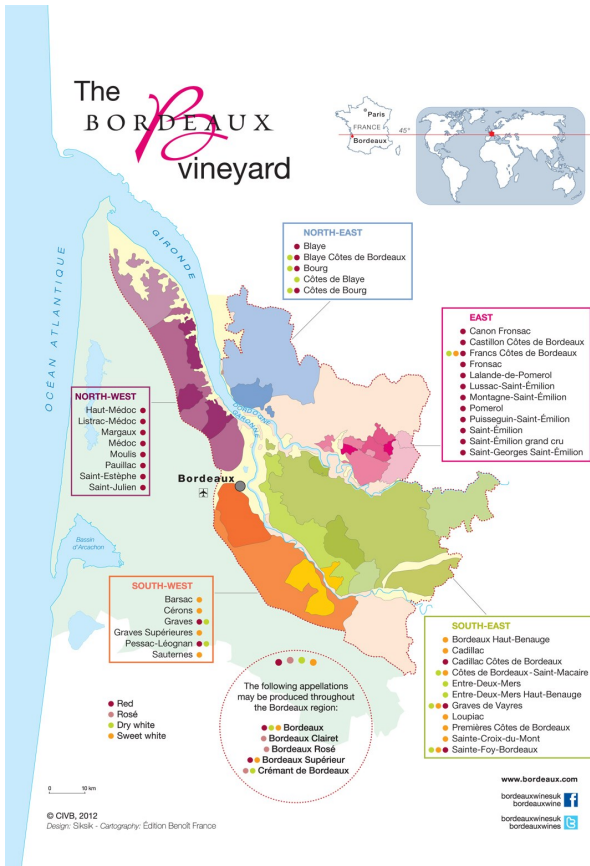 The
BORDEAUX
B
vineyard
Paris
FRANCE
Bordeaux
45°
OCÉAN ATLANTIQUE
GIRONDE
NORTH-EAST
Blaye
Blaye Côtes de Bordeaux
Bourg
Côtes de Blaye
Côtes de Bourg
EAST
Canon Fronsac
Castillon Côtes de Bordeaux
Francs Côtes de Bordeaux
Fronsac
Lalande-de-Pomerol
Lussac-Saint-Émilion
Montagne-Saint-Émilion
Pomerol
Puisseguin-Saint-Émilion
Saint-Émilion
Saint-Émilion grand cru
Saint-Georges Saint-Émilion
NORTH-WEST
Haut-Médoc
Listrac-Médoc
Margaux
Médoc
Moulis
Pauillac
Saint-Estèphe
Saint-Julien
DORDOGNE
GARONNE
Bordeaux
Bassin
d'Arcachon
SOUTH-WEST
Barsac
Cérons
Graves
Graves Supérieures
Pessac-Léognan
Sauternes
SOUTH-EAST
Bordeaux Haut-Benauge
Cadillac
Cadillac Côtes de Bordeaux
Côtes de Bordeaux-Saint-Macaire
Entre-Deux-Mers
Entre-Deux-Mers Haut-Benauge
Graves de Vayres
Loupiac
Premières Côtes de Bordeaux
Sainte-Croix-du-Mont
Sainte-Foy-Bordeaux
Red
Rosé
Dry white
Sweet white
The following appellations
may be produced throughout
the Bordeaux region:
Bordeaux
Bordeaux Clairet
Bordeaux Rosé
Bordeaux Supérieur
Crémant de Bordeaux
0 10 km
© CIVB, 2012
Design: Siksik - Cartography: Édition Benoît France
www.bordeaux.com
bordeauxwinesuk
bordeauxwine
f
bordeauxwinesuk
bordeauxwines
t